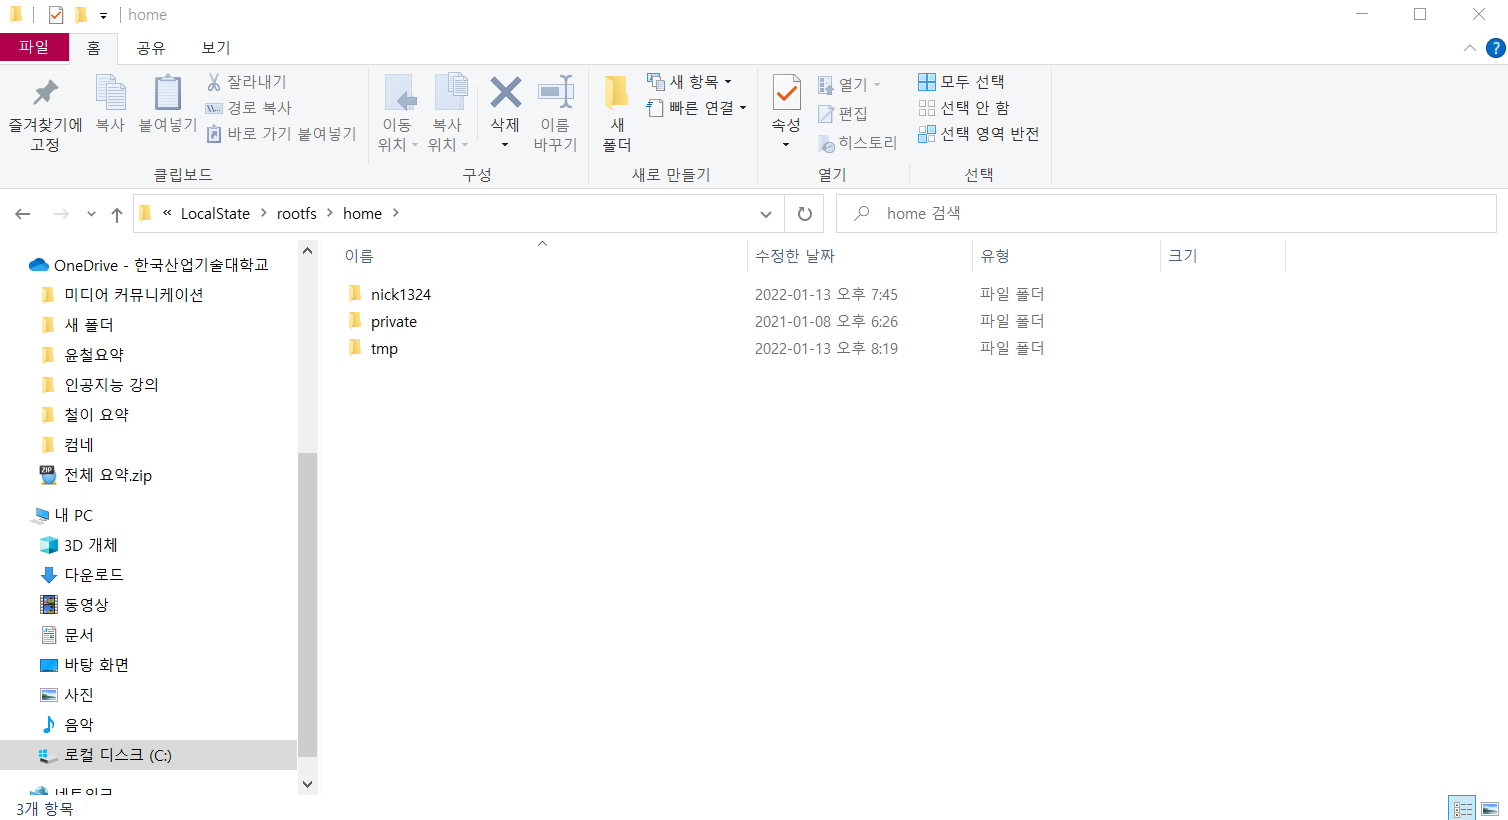 home
파일 홈 공유 보기
즐겨찾기에 고정
복사
붙여넣기
잘라내기
경로 복사
바로 가기 붙여넣기
클립보드
이동 위치
복사 위치
삭제
이름 바꾸기
구성
새 폴더
새 항목
빠른 연결
새로 만들기
속성
열기
편집
히스토리
열기
모두 선택
선택 안 함
선택 영역 반전
선택
« LocalState > rootfs > home >
home 검색
OneDrive - 한국산업기술대학교
미디어 커뮤니케이션
새 폴더
윤철요약
인공지능 강의
철이 요약
컴네
ZIP
전체 요약.zip
내 PC
3D 개체
다운로드
동영상
문서
바탕 화면
사진
음악
로컬 디스크 (C:)
네트워크
이름 수정한 날짜 유형 크기
nick1324 2022-01-13 오후 7:45 파일 폴더
private 2021-01-08 오후 6:26 파일 폴더
tmp 2022-01-13 오후 8:19 파일 폴더
3개 항목